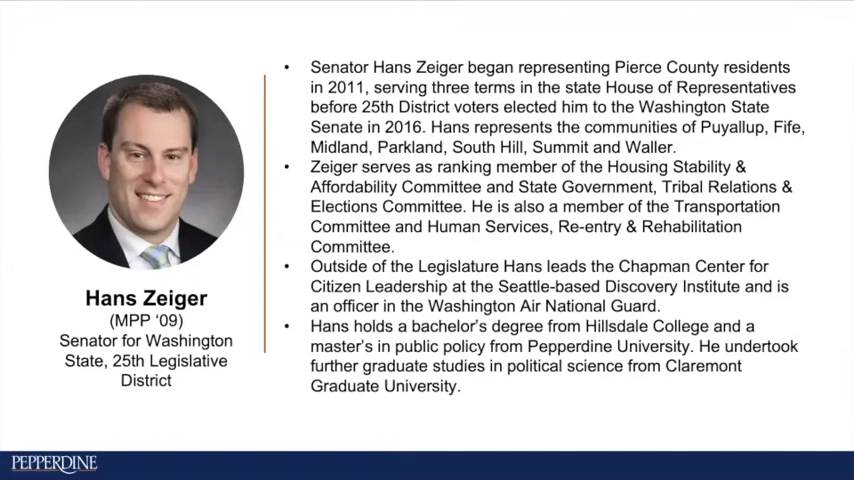 Hans Zeiger
(MPP ‘09)
Senator for Washington
State, 25th Legislative
District
• Senator Hans Zeiger began representing Pierce County residents
in 2011, serving three terms in the state House of Representatives
before 25th District voters elected him to the Washington State
Senate in 2016. Hans represents the communities of Puyallup, Fife,
Midland, Parkland, South Hill, Summit and Waller.
• Zeiger serves as ranking member of the Housing Stability &
Affordability Committee and State Government, Tribal Relations &
Elections Committee. He is also a member of the Transportation
Committee and Human Services, Re-entry & Rehabilitation
Committee.
• Outside of the Legislature Hans leads the Chapman Center for
Citizen Leadership at the Seattle-based Discovery Institute and is
an officer in the Washington Air National Guard.
• Hans holds a bachelor’s degree from Hillsdale College and a
master’s in public policy from Pepperdine University. He undertook
further graduate studies in political science from Claremont
Graduate University.
PEPPERDINE